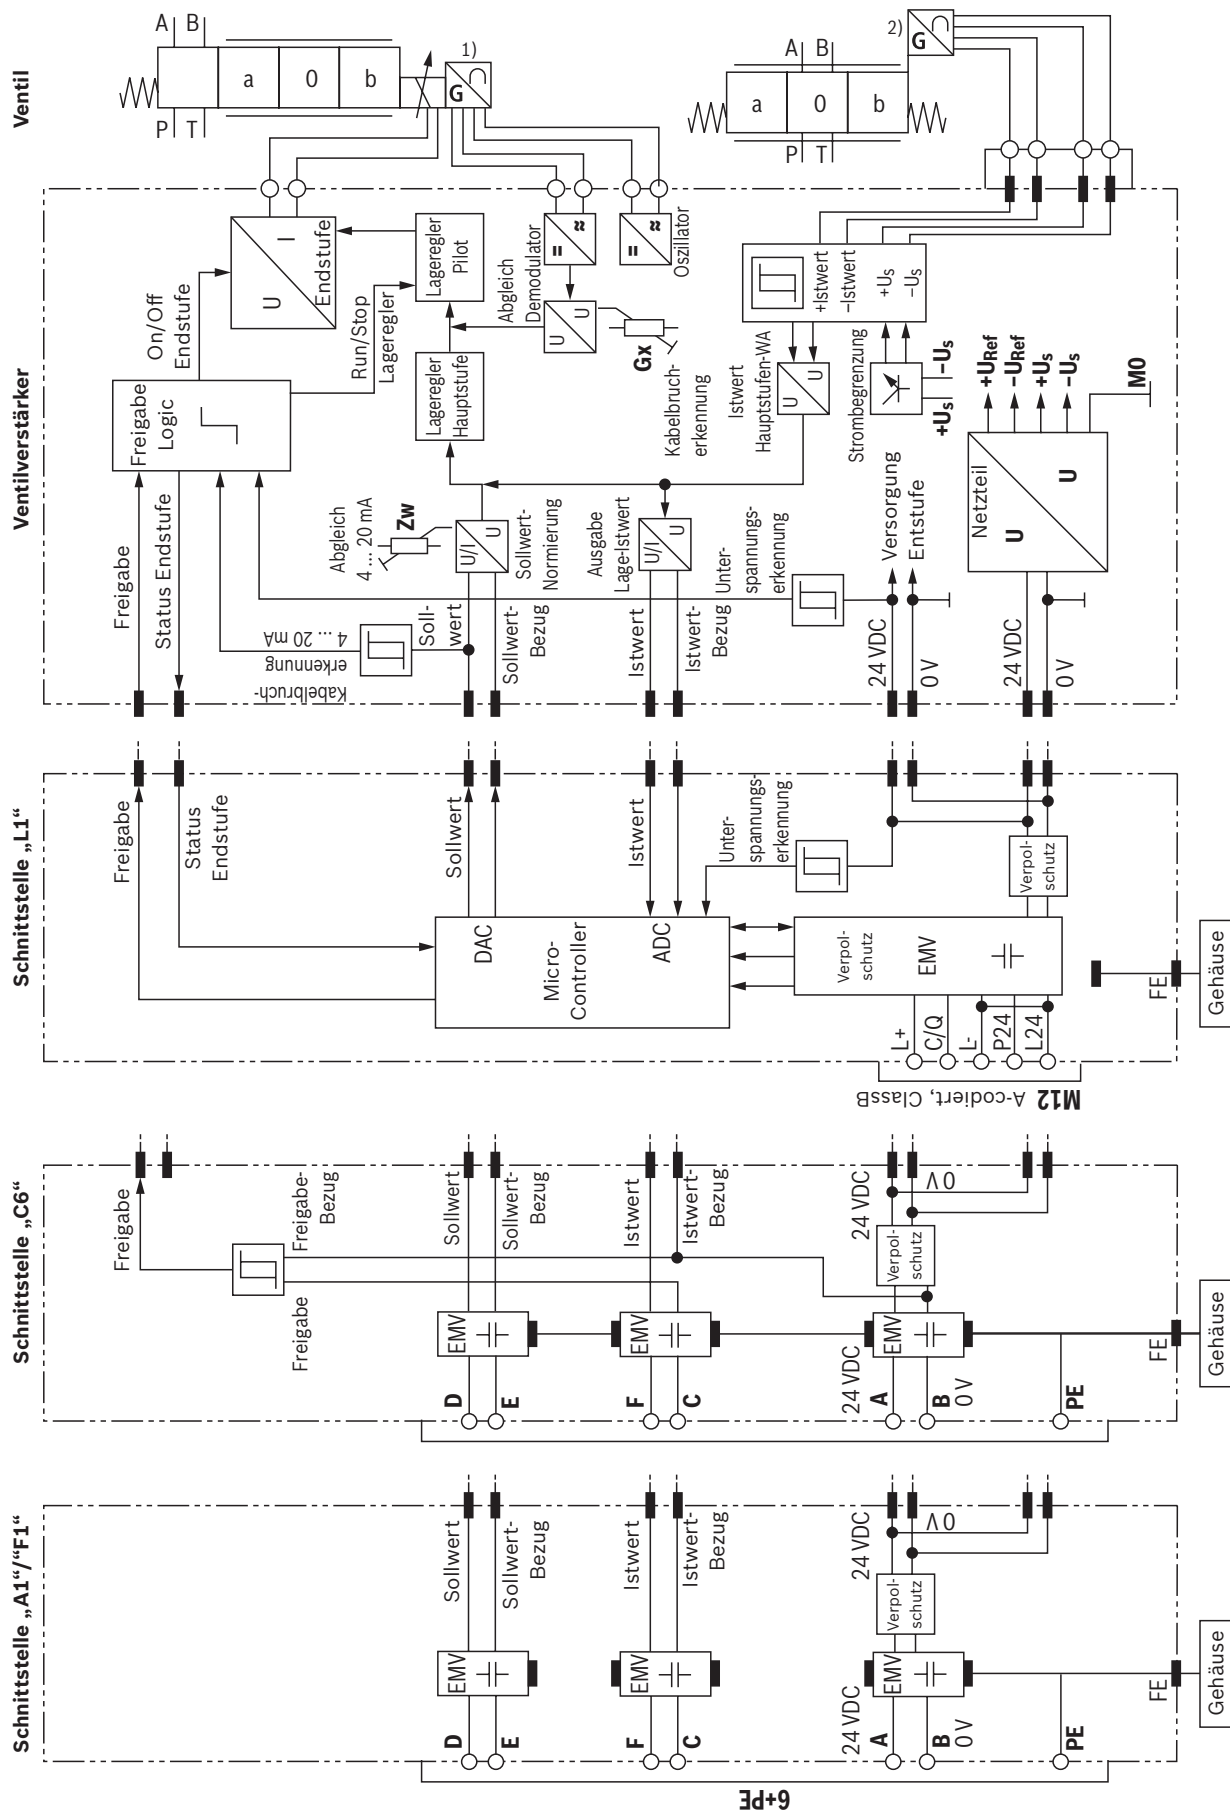 Schnittstelle „A1“/“F1“
6+PE
D
E
F
C
24 VDC
A
B
0 V
PE
EMV
EMV
EMV
Sollwert
Sollwert-
Bezug
Istwert
Istwert-
Bezug
Verpol-
schutz
24 VDC
0 V
FE
Gehäuse
Schnittstelle „C6“
D
E
F
C
24 VDC
A
B
0 V
PE
EMV
EMV
EMV
Freigabe
Freigabe
Freigabe-
Bezug
Sollwert
Sollwert-
Bezug
Istwert
Istwert-
Bezug
Verpol-
schutz
24 VDC
0 V
FE
Gehäuse
Schnittstelle „L1“
M12 A-codiert, ClassB
L+
C/Q
L-
P24
L24
Freigabe
Status
Endstufe
DAC
Micro-
Controller
ADC
Sollwert
Istwert
Unter-
spannungs-
erkennung
Verpol-
schutz
EMV
Verpol-
schutz
FE
Gehäuse
Ventilverstärker
Freigabe
Status Endstufe
Kabelbruch-
erkennung
4 ... 20 mA
Freigabe
Logic
On/Off
Endstufe
Run/Stop
Lageregler
U
I
Endstufe
Soll-
wert
Sollwert-
Bezug
Abgleich
4 ... 20 mA
Zw
U/I
U
Sollwert-
Normierung
Lageregler
Hauptstufe
Lageregler
Pilot
Abgleich
Demodulator
=
≈
=
≈
Oszillator
U
U
Gx
Kabelbruch-
erkennung
Istwert
Istwert-
Bezug
Ausgabe
Lage-Istwert
U/I
U
Unter-
spannungs-
erkennung
Istwert
Hauptstufen-WA
U
U
+Istwert
–Istwert
+Us
–Us
Strombegrenzung
+Us
–Us
24 VDC
0 V
Versorgung
Entstufe
24 VDC
0 V
Netzteil
U
U
+URef
–URef
+Us
–Us
M0
Ventil
A
B
P
T
a
0
b
1)
G
A
B
P
T
a
0
b
2)
G